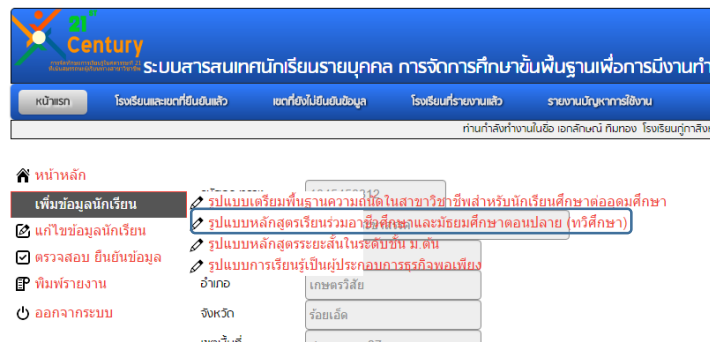 21
Century
ระบบสารสนเทศนักเรียนรายบุคคล การจัดการศึกษาขั้นพื้นฐานเพื่อการมีงานทำ
หน้าแรก โรงเรียนและเขตที่ยืนยันแล้ว เขตที่ยังไม่ยืนยันข้อมูล โรงเรียนที่รายงานแล้ว รายงานปัญหาการใช้งาน
ท่านกำลังทำงานในชื่อ เอกลักษณ์ ทิมทอง โรงเรียนกู่กาสิง
หน้าหลัก
เพิ่มข้อมูลนักเรียน
รูปแบบเตรียมพื้นฐานความถนัดในสาขาวิชาชีพสำหรับนักเรียนศึกษาต่ออุดมศึกษา
รูปแบบหลักสูตรเรียนร่วมอาชีวศึกษาและมัธยมศึกษาตอนปลาย (ทวิศึกษา)
แก้ไขข้อมูลนักเรียน
รูปแบบหลักสูตรระยะสั้นในระดับชั้น ม.ต้น
ตรวจสอบ ยืนยันข้อมูล
รูปแบบการเรียนรู้เป็นผู้ประกอบการธุรกิจพอเพียง
พิมพ์รายงาน
อำเภอ เกษตรวิสัย
ออกจากระบบ
จังหวัด ร้อยเอ็ด